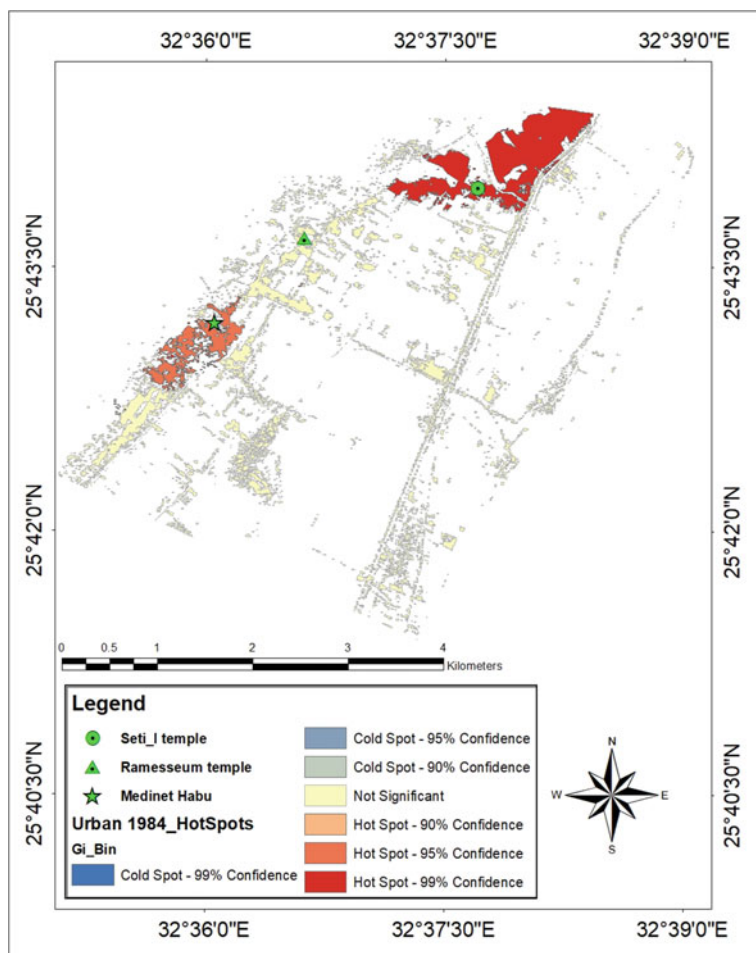 32°36'0"E 32°37'30"E 32°39'0"E
25°43'30"N 25°43'30"N
25°42'0"N 25°42'0"N
25°40'30"N 25°40'30"N
0 0.5 1 2 3 4
Kilometers
Legend
Seti_I temple
Ramesseum temple
Medinet Habu
Urban 1984_HotSpots
Gi_Bin
Cold Spot - 99% Confidence
Cold Spot - 95% Confidence
Cold Spot - 90% Confidence
Not Significant
Hot Spot - 90% Confidence
Hot Spot - 95% Confidence
Hot Spot - 99% Confidence
N
W E
S
32°36'0"E 32°37'30"E 32°39'0"E